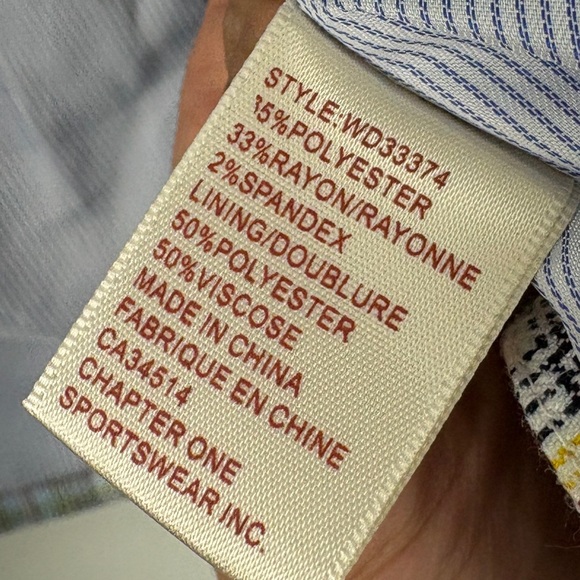 STYLE:WD33374
5%POLYESTER
33%RAYON/RAYONNE
2%SPANDEX
LINING/DOUBLURE
50%POLYESTER
50%VISCOSE
MADE IN CHINA
FABRIQUE EN CHINE
CA34514
CHAPTER ONE
SPORTSWEAR INC.